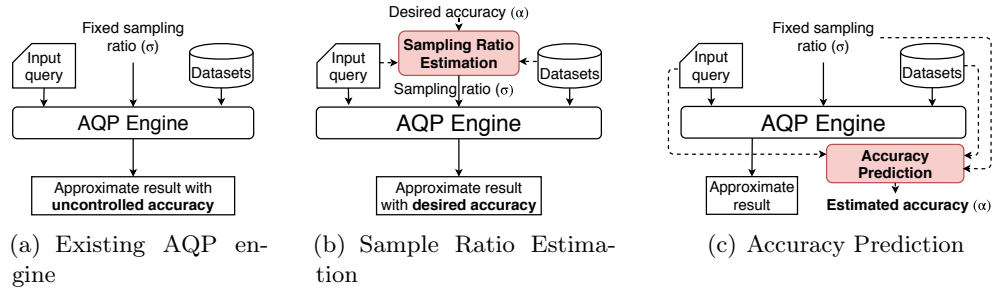 Fixed sampling
ratio (σ)
Input
query
Datasets
AQP Engine
Approximate result with
uncontrolled accuracy
(a) Existing AQP en-
gine
Desired accuracy (α)
Sampling Ratio
Estimation
Input
query
Datasets
Sampling ratio (σ)
AQP Engine
Approximate result
with desired accuracy
(b) Sample Ratio Estima-
tion
Fixed sampling
ratio (σ)
Input
query
Datasets
AQP Engine
Accuracy
Prediction
Approximate
result
Estimated accuracy (α)
(c) Accuracy Prediction